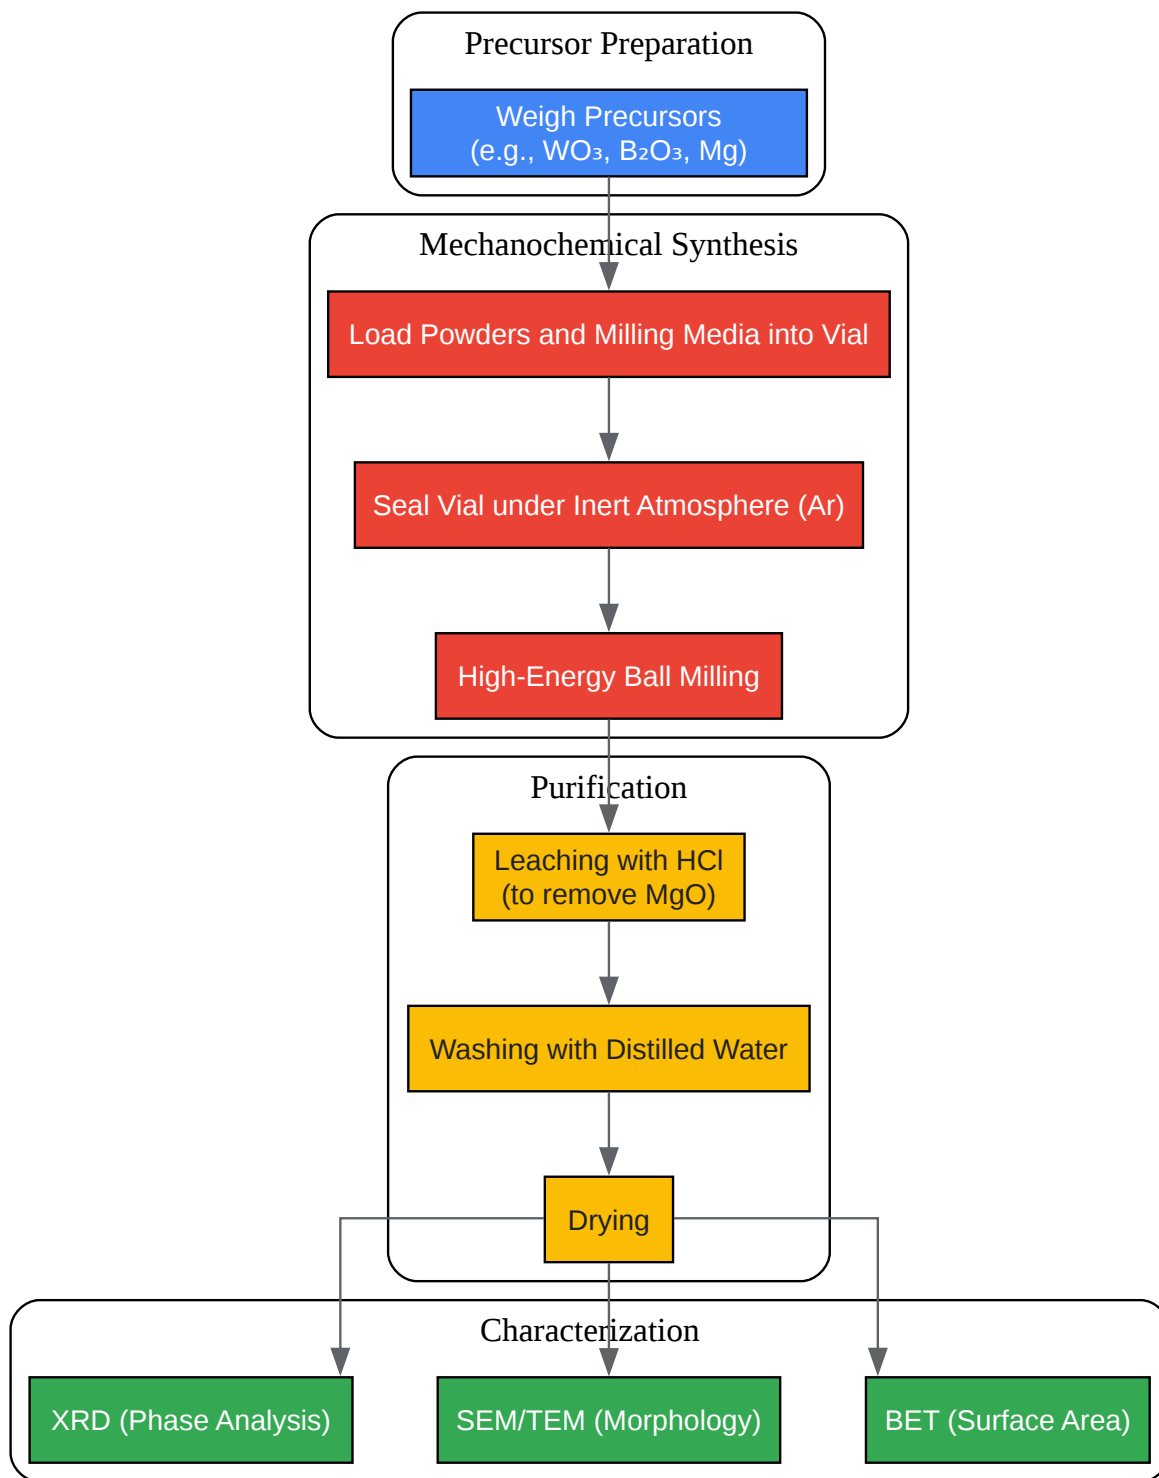 Precursor Preparation
Weigh Precursors
(e.g., WO₃, B₂O₃, Mg)
Mechanochemical Synthesis
Load Powders and Milling Media into Vial
Seal Vial under Inert Atmosphere (Ar)
High-Energy Ball Milling
Purification
Leaching with HCl
(to remove MgO)
Washing with Distilled Water
Drying
Characterization
XRD (Phase Analysis)
SEM/TEM (Morphology)
BET (Surface Area)